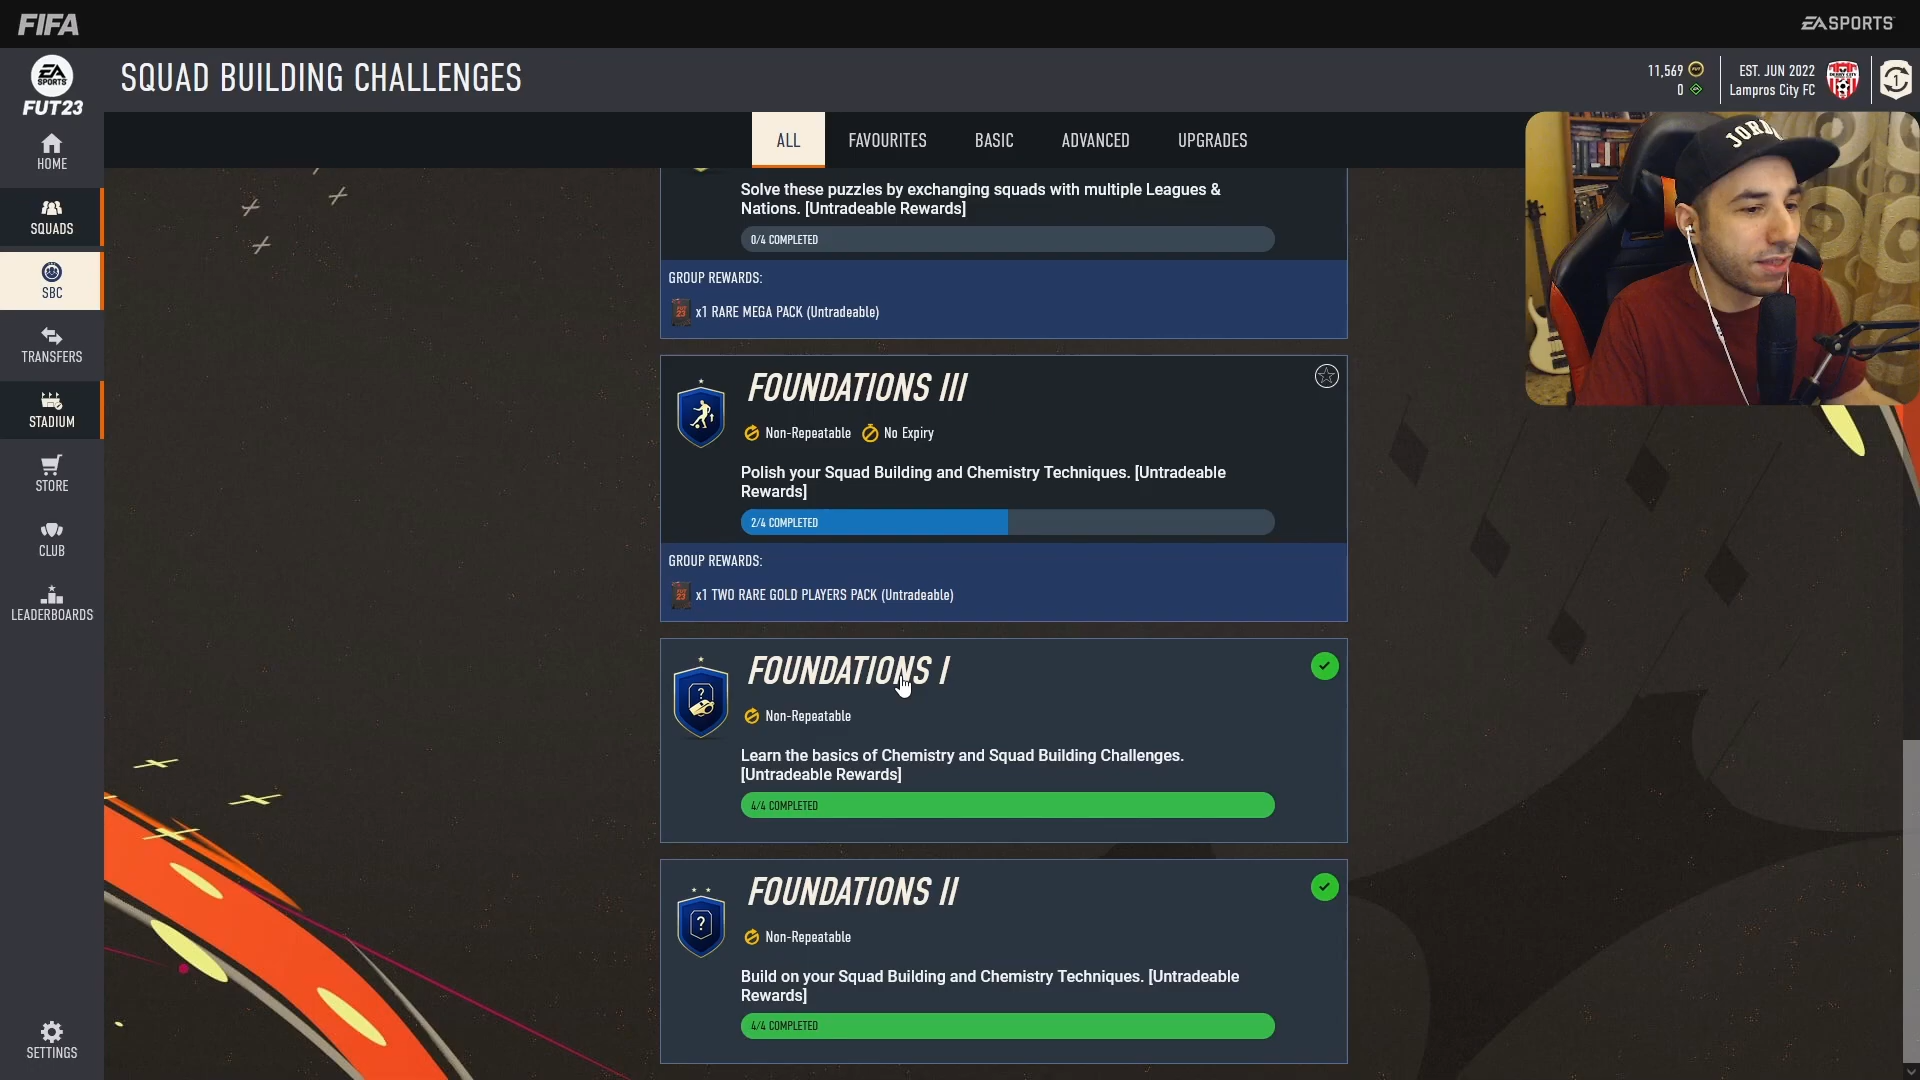 FIFA
EA SPORTS
EA SPORTS
FUT23
SQUAD BUILDING CHALLENGES
11,569
0
EST. JUN 2022
Lampros City FC
1
HOME
SQUADS
SBC
TRANSFERS
STADIUM
STORE
CLUB
LEADERBOARDS
SETTINGS
ALL
FAVOURITES
BASIC
ADVANCED
UPGRADES
Solve these puzzles by exchanging squads with multiple Leagues &
Nations. [Untradeable Rewards]
0/4 COMPLETED
GROUP REWARDS:
x1 RARE MEGA PACK (Untradeable)
FOUNDATIONS III
Non-Repeatable
No Expiry
Polish your Squad Building and Chemistry Techniques. [Untradeable
Rewards]
2/4 COMPLETED
GROUP REWARDS:
x1 TWO RARE GOLD PLAYERS PACK (Untradeable)
FOUNDATIONS I
Non-Repeatable
Learn the basics of Chemistry and Squad Building Challenges.
[Untradeable Rewards]
4/4 COMPLETED
FOUNDATIONS II
Non-Repeatable
Build on your Squad Building and Chemistry Techniques. [Untradeable
Rewards]
4/4 COMPLETED